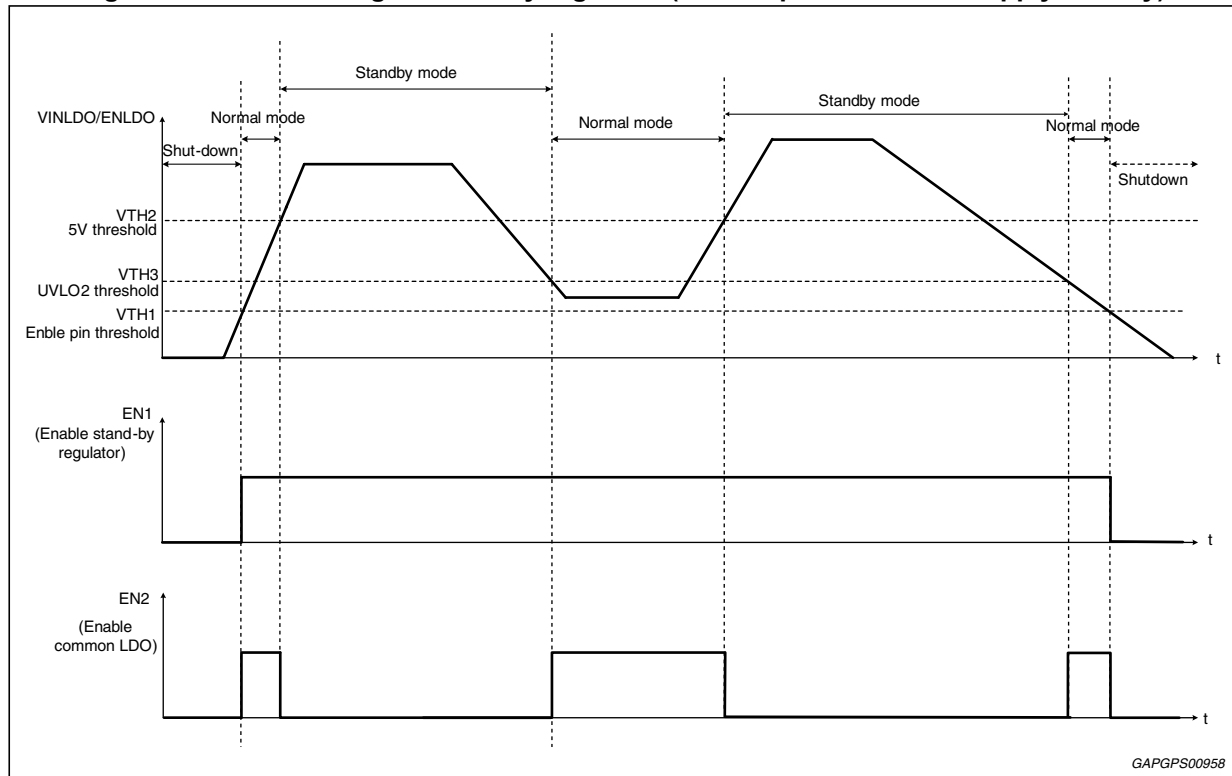 Standby mode
Standby mode
VINLDO/ENLDO
Normal mode
Normal mode
Normal mode
Shut-down
Shutdown
VTH2
5V threshold
VTH3
UVLO2 threshold
VTH1
Enble pin threshold
t
EN1
(Enable stand-by
regulator)
t
EN2
(Enable
common LDO)
t
GAPGPS00958